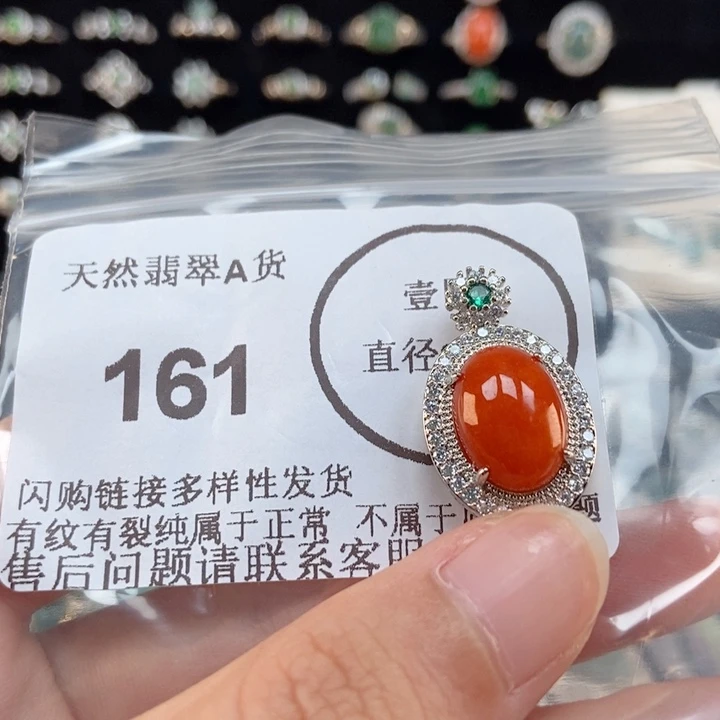 天然翡翠A货
壹
直径
161
闪购链接多样性发货
有纹有裂纯属于正常 不属于 题
售后问题请联系客服